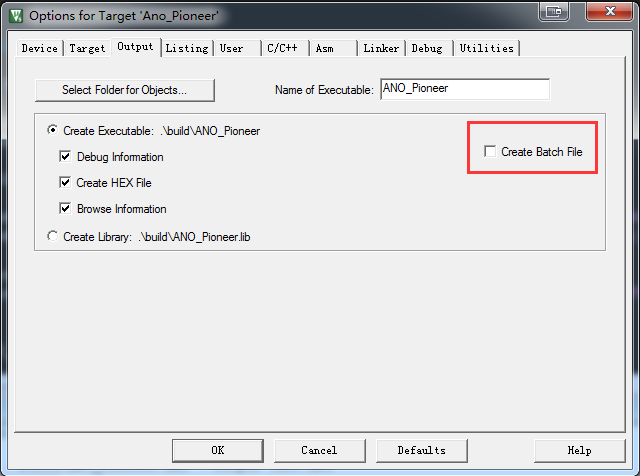 Options for Target 'Ano_Pioneer'
Device Target Output Listing User C/C++ Asm Linker Debug Utilities
Select Folder for Objects... Name of Executable: ANO_Pioneer
Create Executable: .\build\ANO_Pioneer
Create Batch File
Debug Information
Create HEX File
Browse Information
Create Library: .\build\ANO_Pioneer.lib
OK Cancel Defaults Help